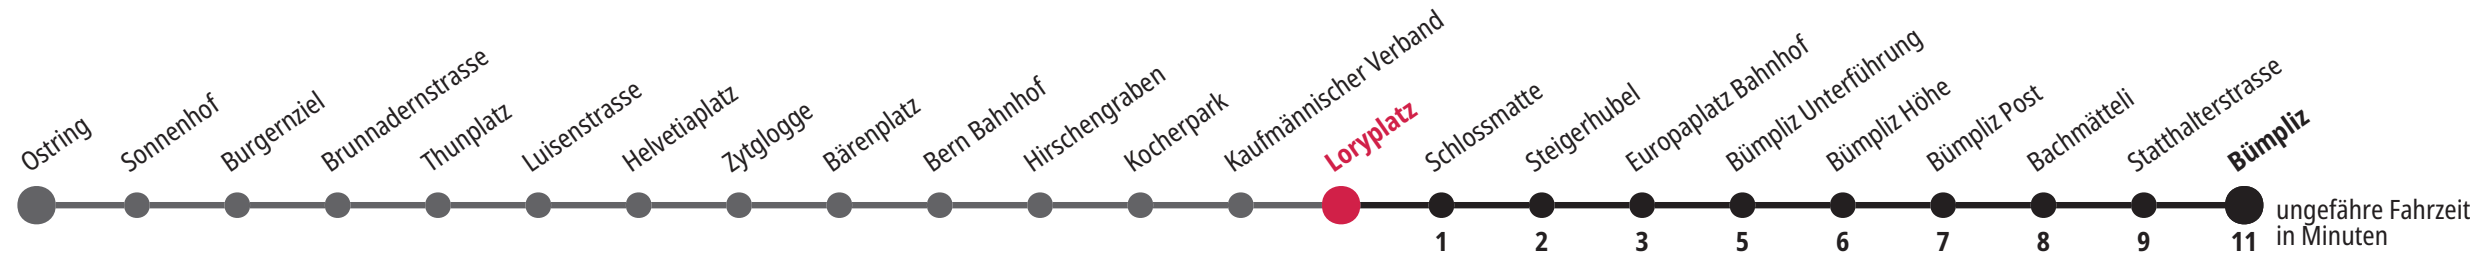 Ostring
Sonnenhof
Burgernziel
Brunnadernstrasse
Thunplatz
Luisenstrasse
Helvetiaplatz
Zytglogge
Bärenplatz
Bern Bahnhof
Hirschengraben
Kocherpark
Kaufmännischer Verband
Loryplatz
Schlossmatte
Steigerhubel
Europaplatz Bahnhof
Bümpliz Unterführung
Bümpliz Höhe
Bümpliz Post
Bachmätteli
Statthalterstrasse
Bümpliz
1 2 3 5 6 7 8 9 11
ungefähre Fahrzeit
in Minuten